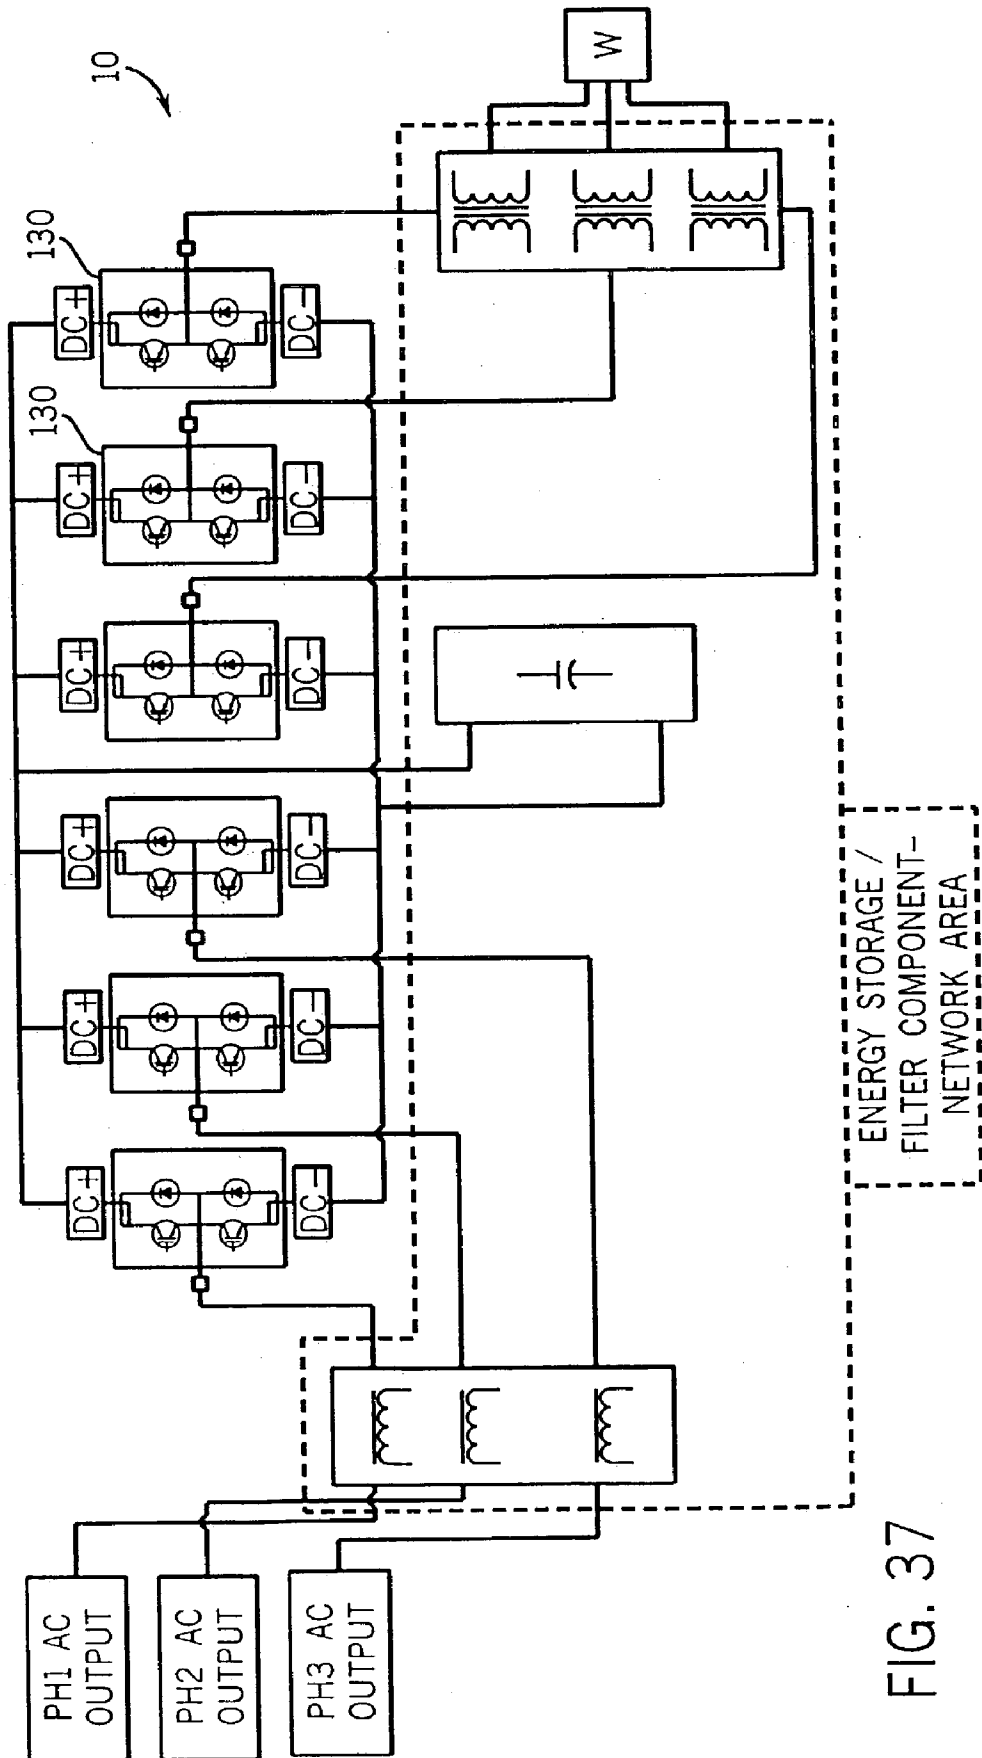 10
130
130
DC+
DC+
DC+
DC+
DC+
DC+
DC−
DC−
DC−
DC−
DC−
DC−
W
PH1 AC
OUTPUT
PH2 AC
OUTPUT
PH3 AC
OUTPUT
ENERGY STORAGE /
FILTER COMPONENT–
NETWORK AREA
FIG. 37